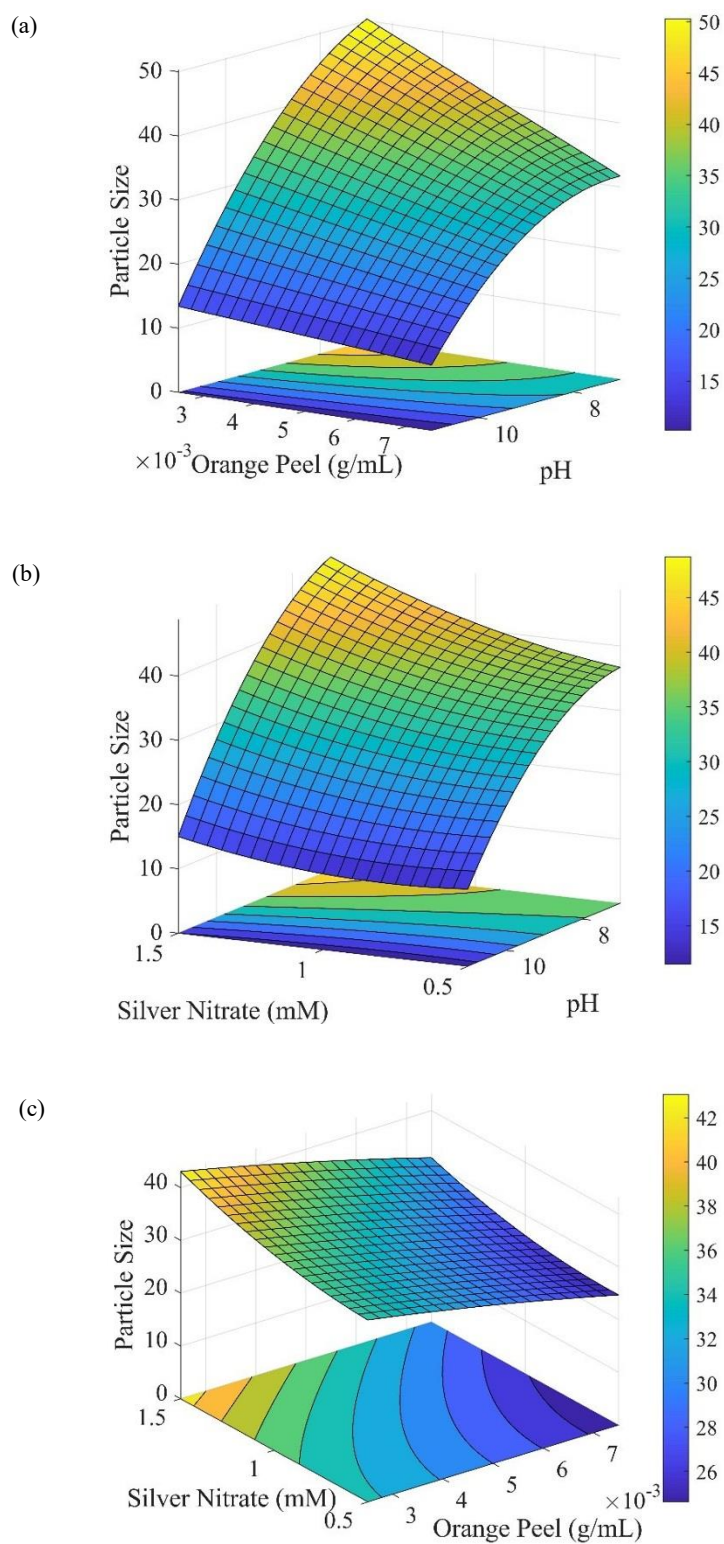 (a)
50
40
30
20
10
0
Particle Size
3 4 5 6 7
×10-3 Orange Peel (g/mL)
10 8
pH
50
45
40
35
30
25
20
15
(b)
40
30
20
10
0
Particle Size
1.5 1 0.5
Silver Nitrate (mM)
10 8
pH
45
40
35
30
25
20
15
(c)
40
30
20
10
0
Particle Size
1.5 1 0.5
Silver Nitrate (mM)
3 4 5 6 7
×10-3
Orange Peel (g/mL)
42
40
38
36
34
32
30
28
26